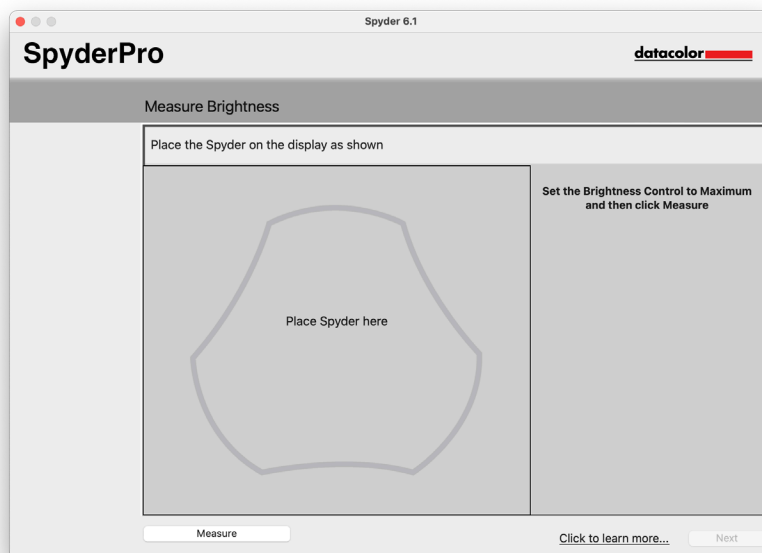 Spyder 6.1
SpyderPro
datacolor
Measure Brightness
Place the Spyder on the display as shown
Set the Brightness Control to Maximum
and then click Measure
Place Spyder here
Measure
Click to learn more...
Next